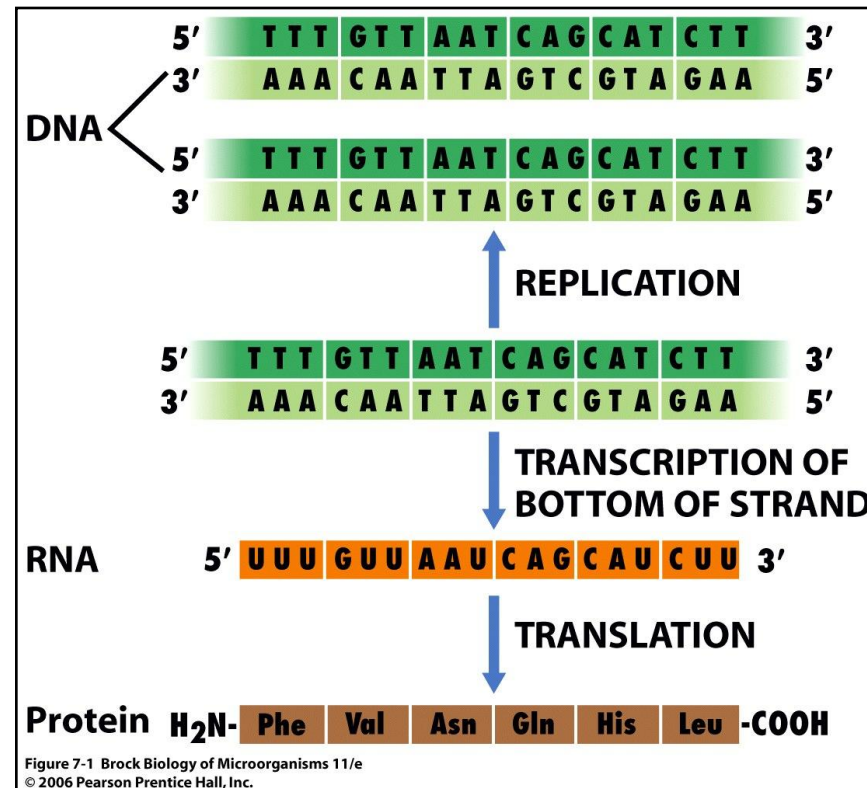 5′ TTT GTT AAT CAG CAT CTT 3′
3′ AAA CAA TTA GTC GTA GAA 5′
DNA
5′ TTT GTT AAT CAG CAT CTT 3′
3′ AAA CAA TTA GTC GTA GAA 5′
REPLICATION
5′ TTT GTT AAT CAG CAT CTT 3′
3′ AAA CAA TTA GTC GTA GAA 5′
TRANSCRIPTION OF
BOTTOM OF STRAND
RNA 5′ UUU GUU AAU CAG CAU CUU 3′
TRANSLATION
Protein H₂N- Phe Val Asn Gln His Leu -COOH
Figure 7-1 Brock Biology of Microorganisms 11/e
© 2006 Pearson Prentice Hall, Inc.